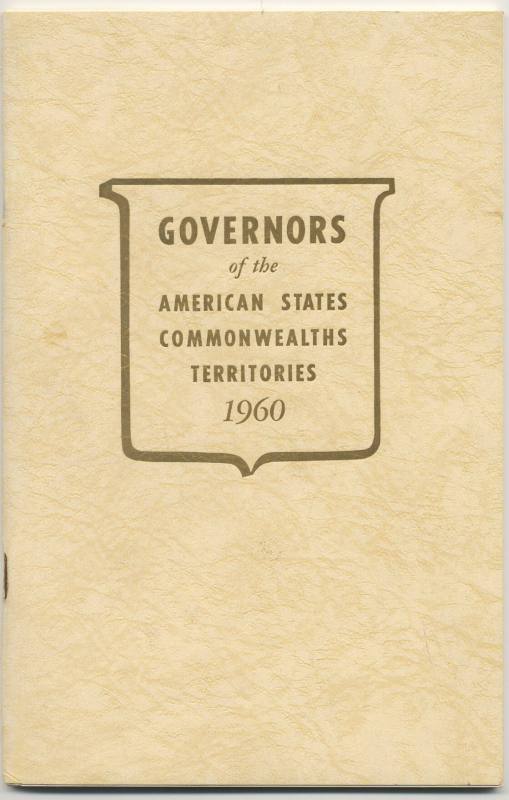 GOVERNORS
of the
AMERICAN STATES
COMMONWEALTHS
TERRITORIES
1960